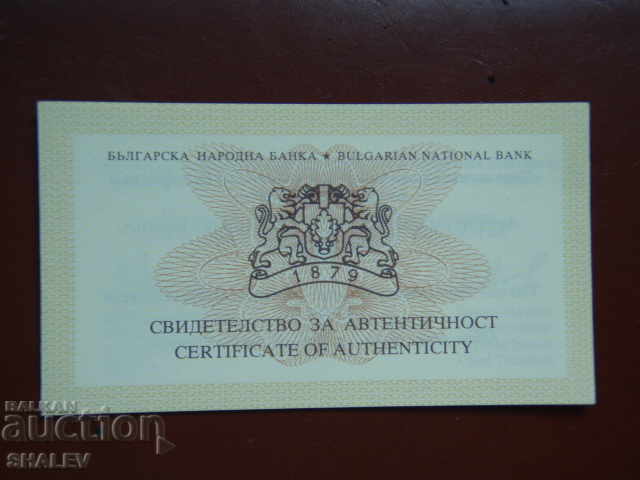 БЪЛГАРСКА НАРОДНА БАНКА ★ BULGARIAN NATIONAL BANK
1879
СВИДЕТЕЛСТВО ЗА АВТЕНТИЧНОСТ
CERTIFICATE OF AUTHENTICITY
BALKAN
auction
SHALEV